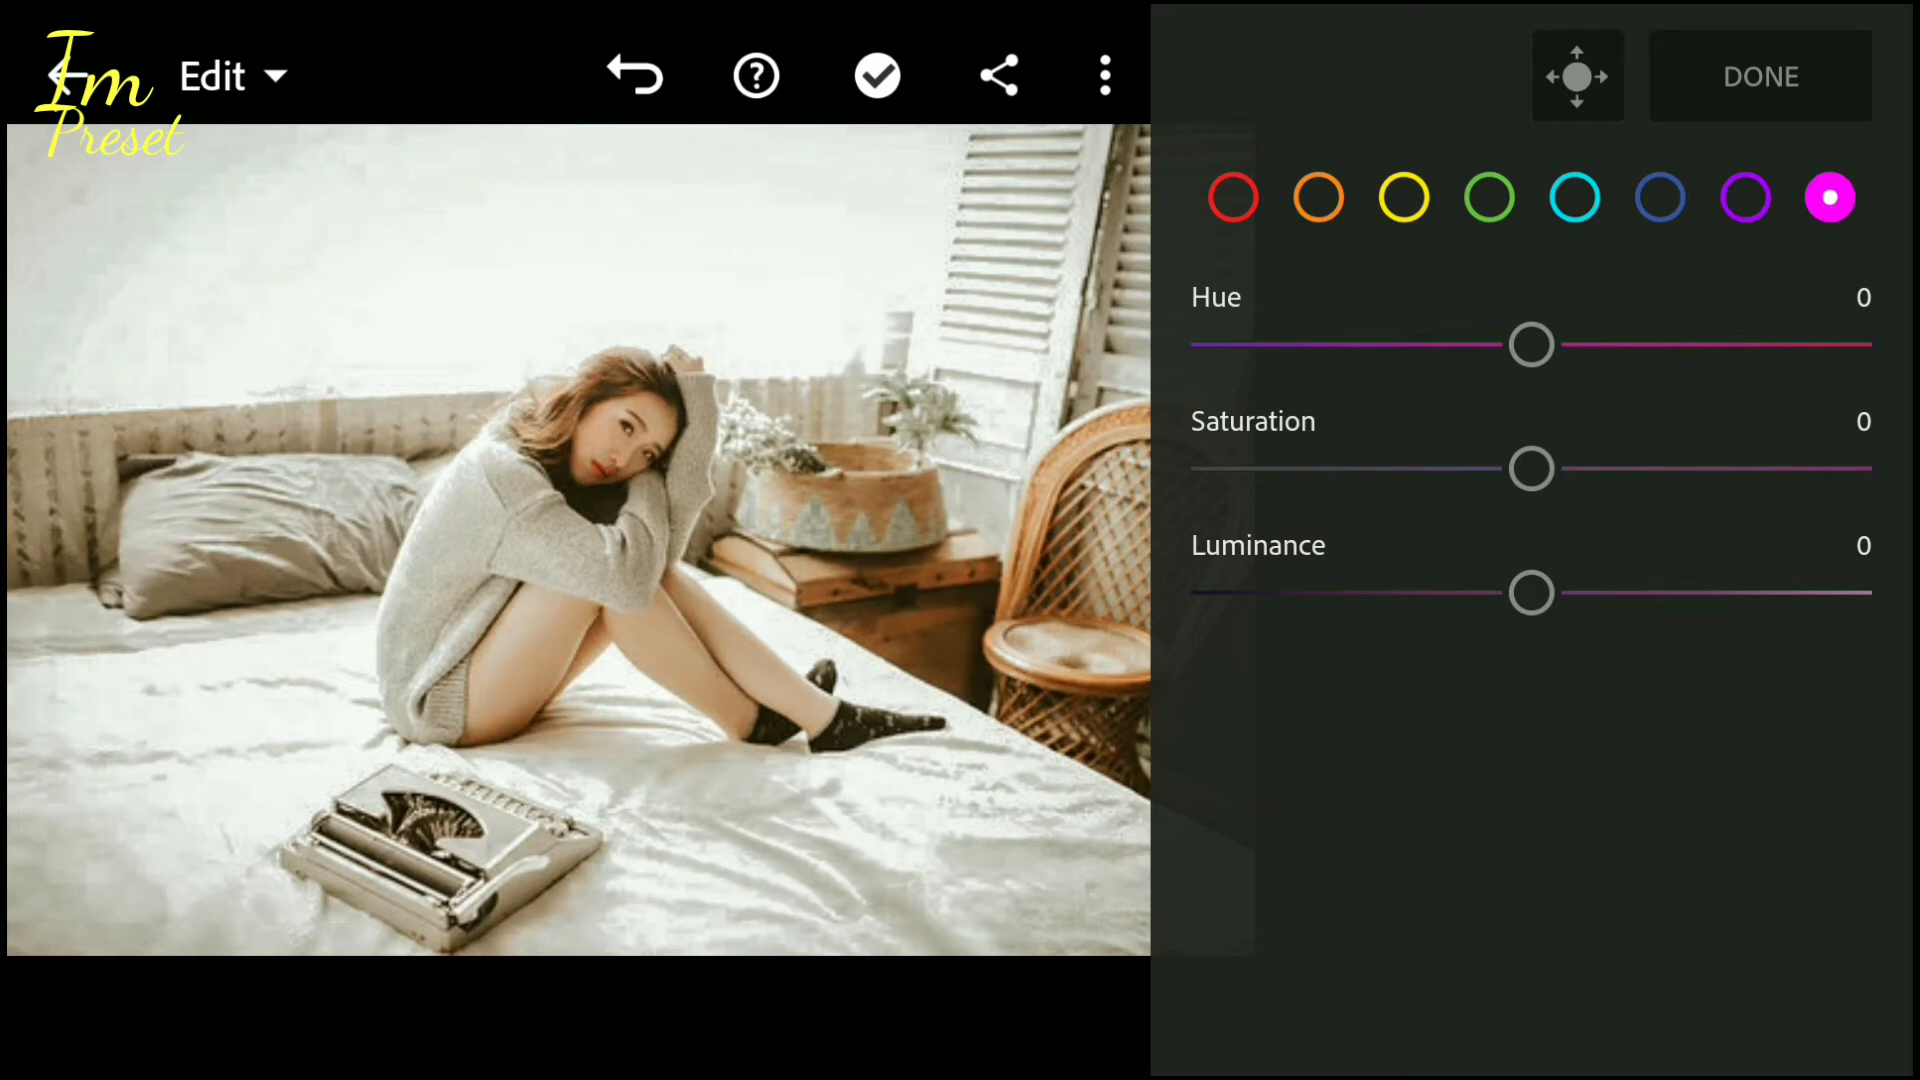 Im
Preset
Edit
DONE
Hue 0
Saturation 0
Luminance 0